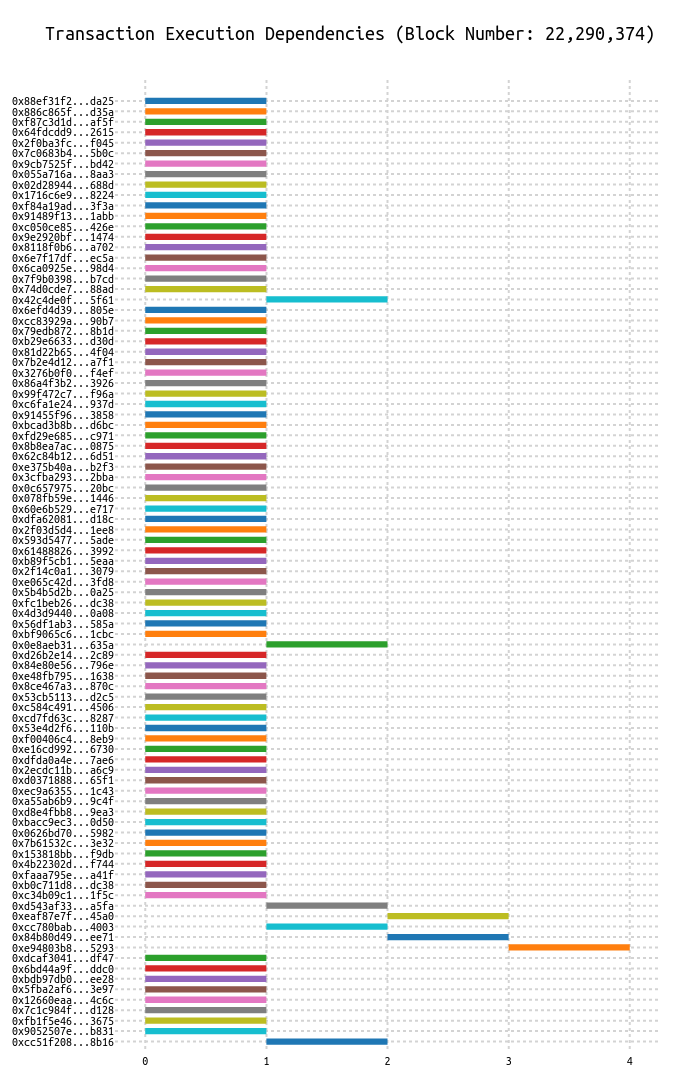 Transaction Execution Dependencies (Block Number: 22,290,374)
0x88ef31f2...da25
0x886c865f...d35a
0xf87c3d1d...af5f
0x64fdcdd9...2615
0x2f0ba3fc...f045
0x7c0683b4...5b0c
0x9cb7525f...bd42
0x055a716a...8aa3
0x02d28944...688d
0x1716c6e9...8224
0xf84a19ad...3f3a
0x91489f13...1abb
0xc050ce85...426e
0x9e2920bf...1474
0x8118f0b6...a702
0x6e7f17df...ec5a
0x6ca0925e...98d4
0x7f9b0398...b7cd
0x74d0cde7...88ad
0x42c4de0f...5f61
0x6efd4d39...805e
0xcc83929a...90b7
0x79edb872...8b1d
0xb29e6633...d30d
0x81d22b65...4f04
0x7b2e4d12...a7f1
0x3276b0f0...f4ef
0x86a4f3b2...3926
0x99f472c7...f96a
0xc6fa1e24...937d
0x91455f96...3858
0xbcad3b8b...d6bc
0xfd29e685...c971
0x8b8ea7ac...0875
0x62c84b12...6d51
0xe375b40a...b2f3
0x3cfba293...2bba
0x0c657975...20bc
0x078fb59e...1446
0x60e6b529...e717
0xdfa62081...d18c
0x2f03d5d4...1ee8
0x593d5477...5ade
0x61488826...3992
0xb89f5cb1...5eaa
0x2f14c0a1...3079
0xe065c42d...3fd8
0x5b4b5d2b...0a25
0xfc1beb26...dc38
0x4d3d9440...0a08
0x56df1ab3...585a
0xbf9065c6...1cbc
0x0e8aeb31...635a
0xd26b2e14...2c89
0x84e80e56...796e
0xe48fb795...1638
0x8ce467a3...870c
0x53cb5113...d2c5
0xc584c491...4506
0xcd7fd63c...8287
0x53e4d2f6...110b
0xf00406c4...8eb9
0xe16cd992...6730
0xdfda0a4e...7ae6
0x2ecdc11b...a6c9
0xd0371888...65f1
0xec9a6355...1c43
0xa55ab6b9...9c4f
0xd8e4fbb8...9ea3
0xbacc9ec3...0d50
0x0626bd70...5982
0x7b61532c...3e32
0x153818bb...f9db
0x4b22302d...f744
0xfaaa795e...a41f
0xb0c711d8...dc38
0xc34b09c1...1f5c
0xd543af33...a5fa
0xeaf87e7f...45a0
0xcc780bab...4003
0x84b80d49...ee71
0xe94803b8...5293
0xdcaf3041...df47
0x6bd44a9f...ddc0
0xbdb97db0...ee28
0x5fba2af6...3e97
0x12660eaa...4c6c
0x7c1c984f...d128
0xfb1f5e46...3675
0x9052507e...b831
0xcc51f208...8b16
0 1 2 3 4